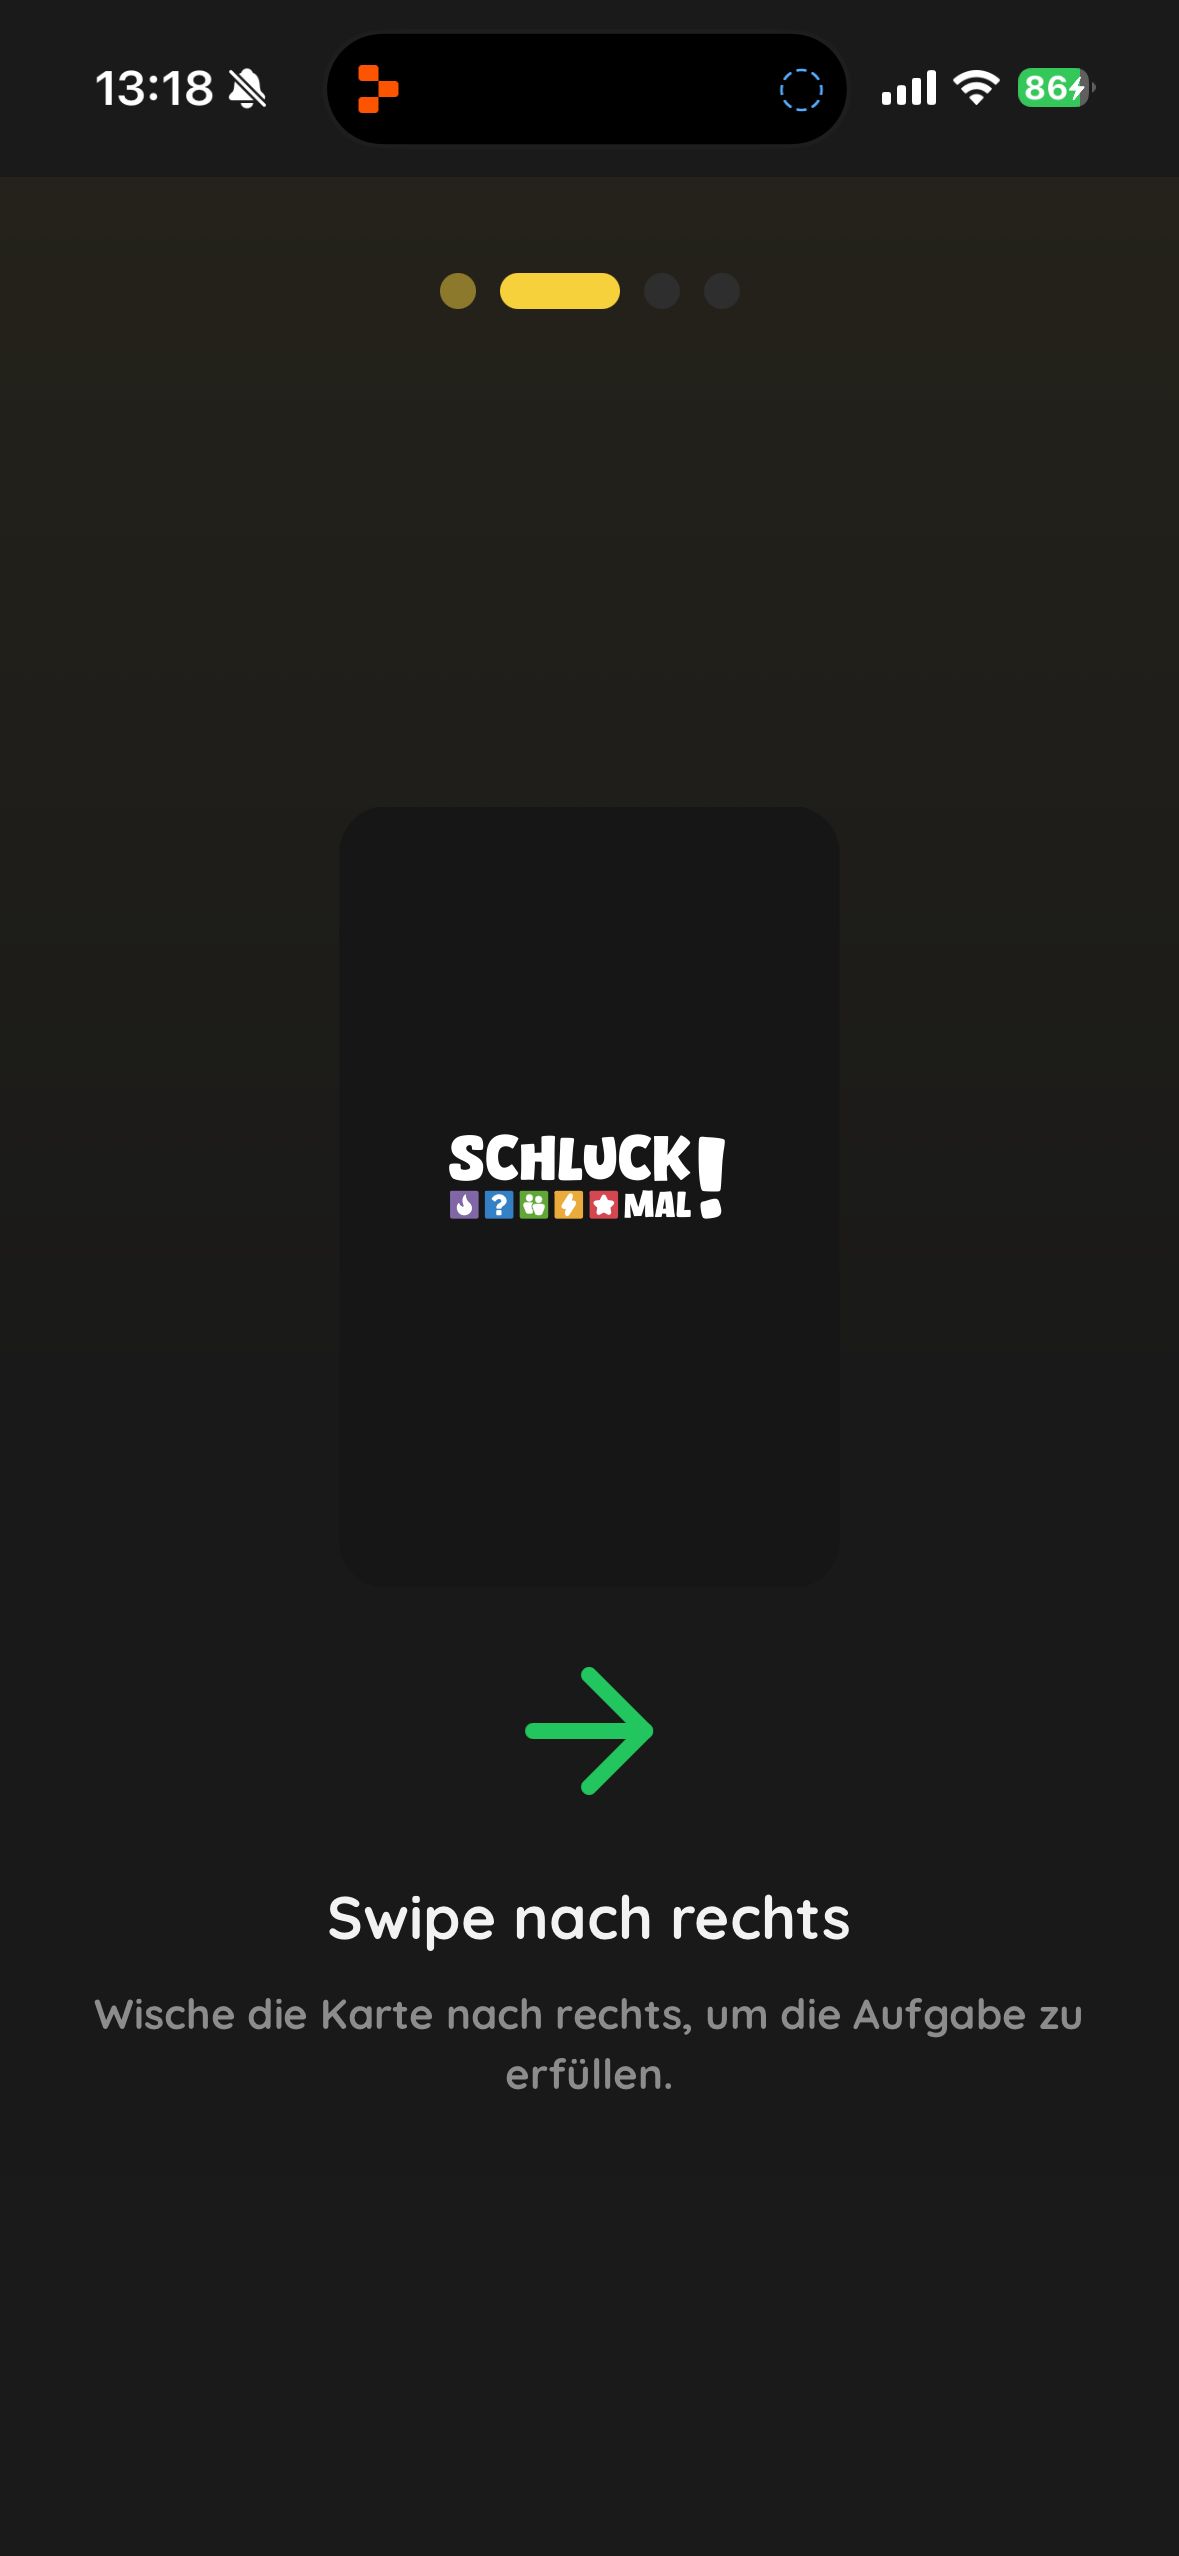 13:18
86
SCHLUCK!
? MAL
Swipe nach rechts
Wische die Karte nach rechts, um die Aufgabe zu
erfüllen.